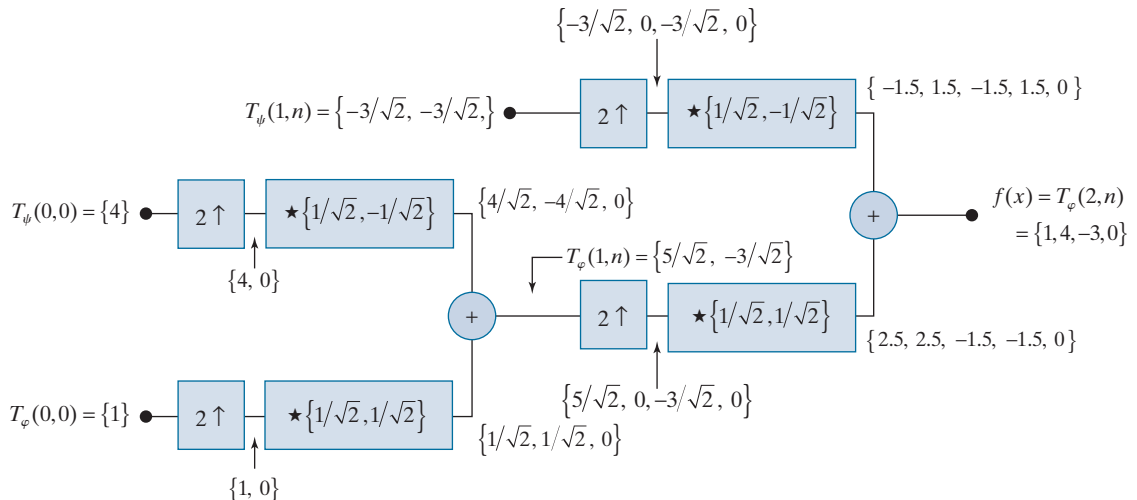 {−3/√2, 0, −3/√2, 0}
T_ψ(1,n) = {−3/√2, −3/√2,}
2↑
★{1/√2, −1/√2}
{ −1.5, 1.5, −1.5, 1.5, 0 }
T_ψ(0,0) = {4}
2↑
★{1/√2, −1/√2}
{4/√2, −4/√2, 0}
{4, 0}
+
f(x) = T_φ(2,n)
= {1, 4, −3, 0}
T_φ(1,n) = {5/√2, −3/√2}
+
2↑
★{1/√2, 1/√2}
{2.5, 2.5, −1.5, −1.5, 0}
{5/√2, 0, −3/√2, 0}
T_φ(0,0) = {1}
2↑
★{1/√2, 1/√2}
{1/√2, 1/√2, 0}
{1, 0}